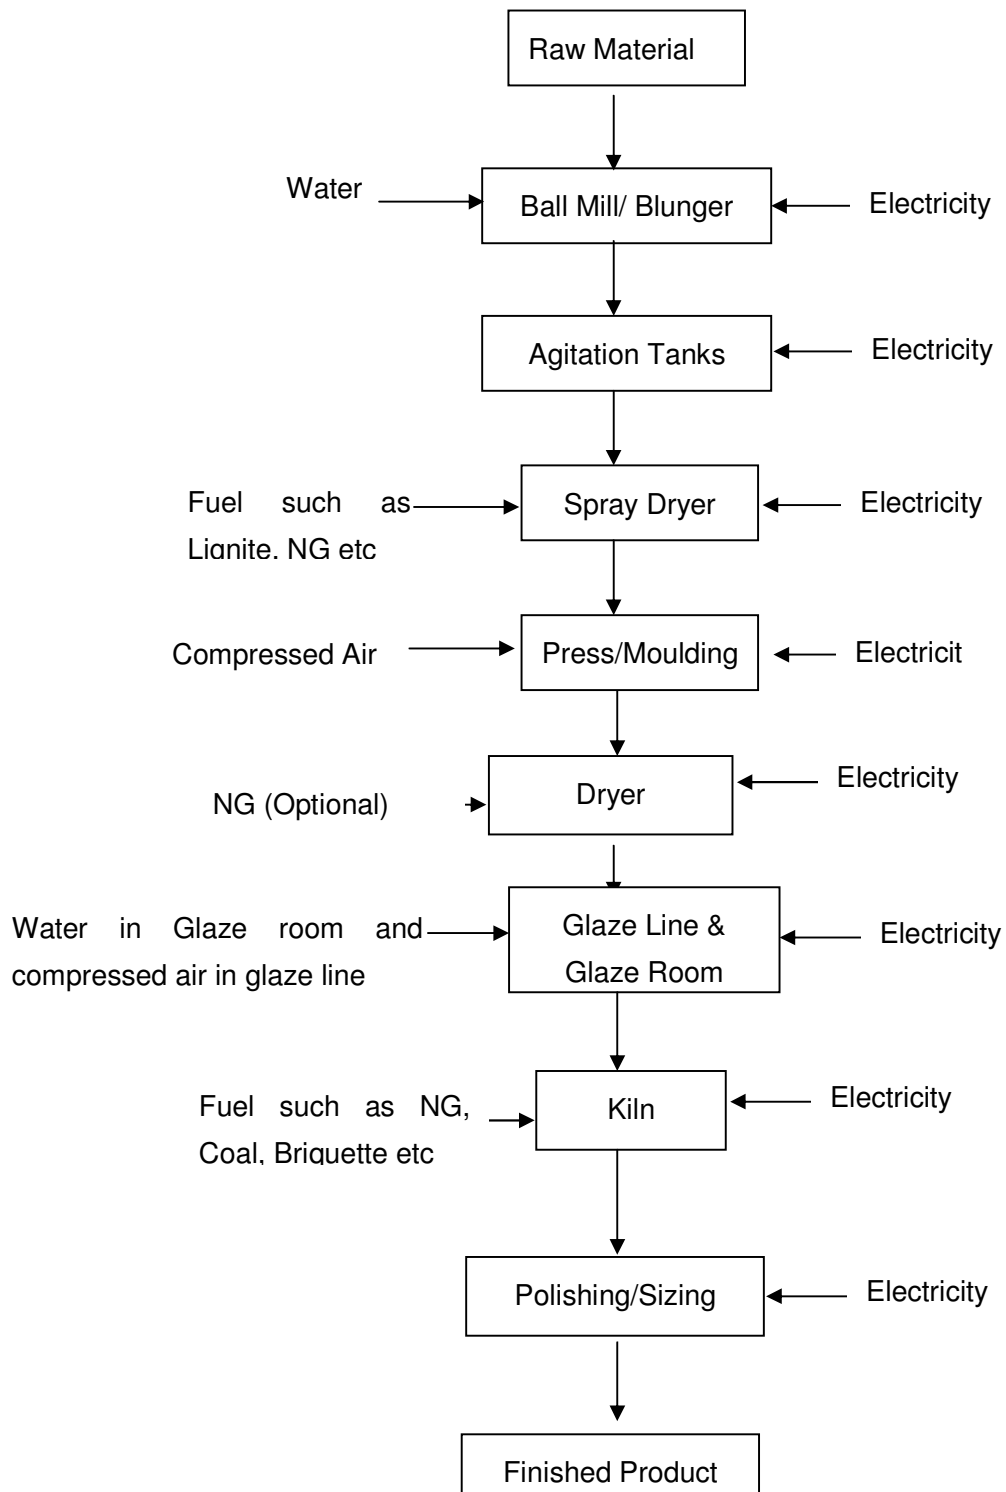 Raw Material
Water
Ball Mill/ Blunger
Electricity
Agitation Tanks
Electricity
Fuel such as
Lignite, NG etc
Spray Dryer
Electricity
Compressed Air
Press/Moulding
Electricit
NG (Optional)
Dryer
Electricity
Water in Glaze room and
compressed air in glaze line
Glaze Line &
Glaze Room
Electricity
Fuel such as NG,
Coal, Briquette etc
Kiln
Electricity
Polishing/Sizing
Electricity
Finished Product